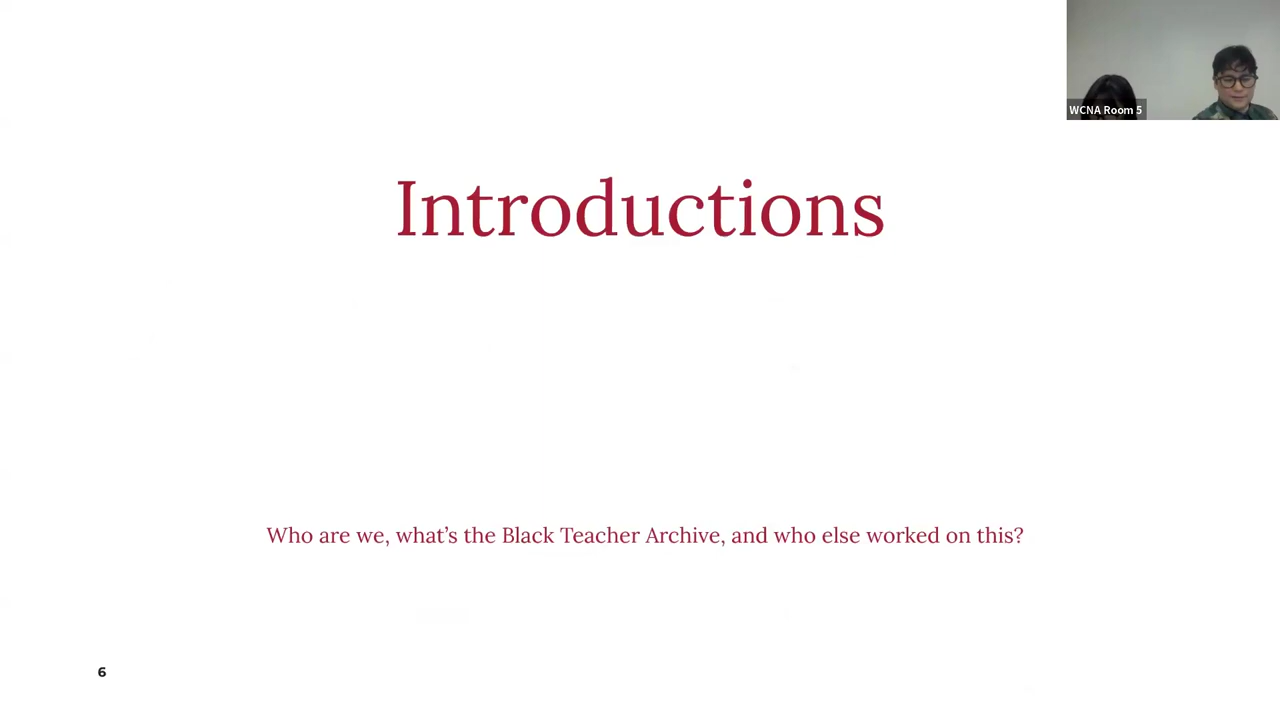 WCNA Room 5
Introductions
Who are we, what’s the Black Teacher Archive, and who else worked on this?
6